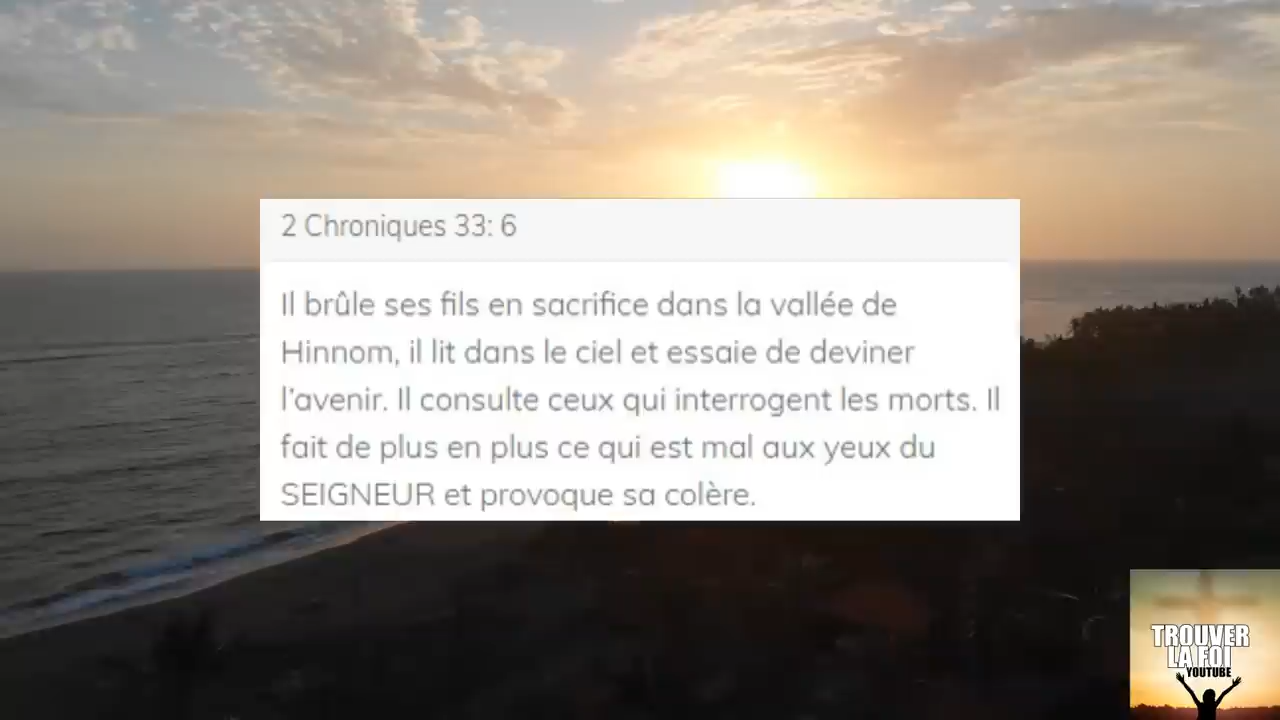 2 Chroniques 33: 6
Il brûle ses fils en sacrifice dans la vallée de
Hinnom, il lit dans le ciel et essaie de deviner
l'avenir. Il consulte ceux qui interrogent les morts. Il
fait de plus en plus ce qui est mal aux yeux du
SEIGNEUR et provoque sa colère.
TROUVER
LA FOI
YOUTUBE